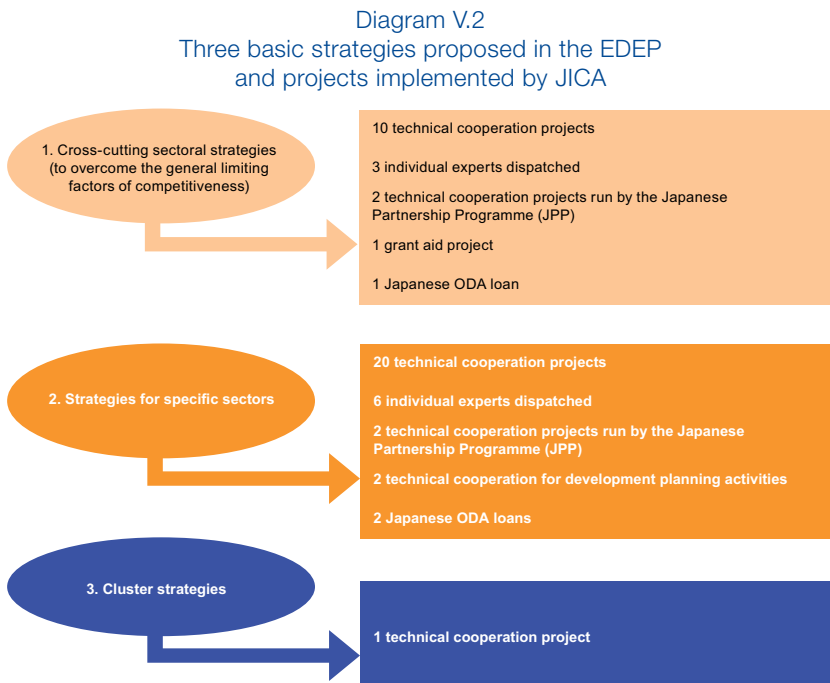 Diagram V.2
Three basic strategies proposed in the EDEP
and projects implemented by JICA
1. Cross-cutting sectoral strategies
(to overcome the general limiting
factors of competitiveness)
10 technical cooperation projects
3 individual experts dispatched
2 technical cooperation projects run by the Japanese
Partnership Programme (JPP)
1 grant aid project
1 Japanese ODA loan
2. Strategies for specific sectors
20 technical cooperation projects
6 individual experts dispatched
2 technical cooperation projects run by the Japanese
Partnership Programme (JPP)
2 technical cooperation for development planning activities
2 Japanese ODA loans
3. Cluster strategies
1 technical cooperation project